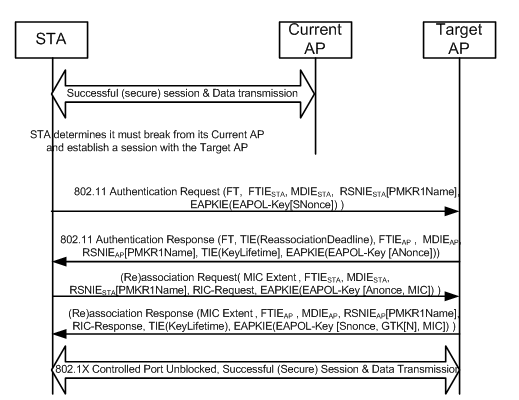 STA
Current
AP
Target
AP
Successful (secure) session & Data transmission
STA determines it must break from its Current AP
and establish a session with the Target AP
802.11 Authentication Request (FT, FTIESTA, MDIESTA, RSNIESTA[PMKR1Name],
EAPKIE(EAPOL-Key[SNonce]) )
802.11 Authentication Response (FT, TIE(ReassociationDeadline), FTIEAP , MDIEAP,
RSNIEAP[PMKR1Name], TIE(KeyLifetime), EAPKIE(EAPOL-Key [ANonce]))
(Re)association Request( MIC Extent , FTIESTA, MDIESTA,
RSNIESTA[PMKR1Name], RIC-Request, EAPKIE(EAPOL-Key [Anonce, MIC]) )
(Re)association Response (MIC Extent , FTIEAP , MDIEAP, RSNIEAP[PMKR1Name],
RIC-Response, TIE(KeyLifetime), EAPKIE(EAPOL-Key [Snonce, GTK[N], MIC]) )
802.1X Controlled Port Unblocked, Successful (Secure) Session & Data Transmission